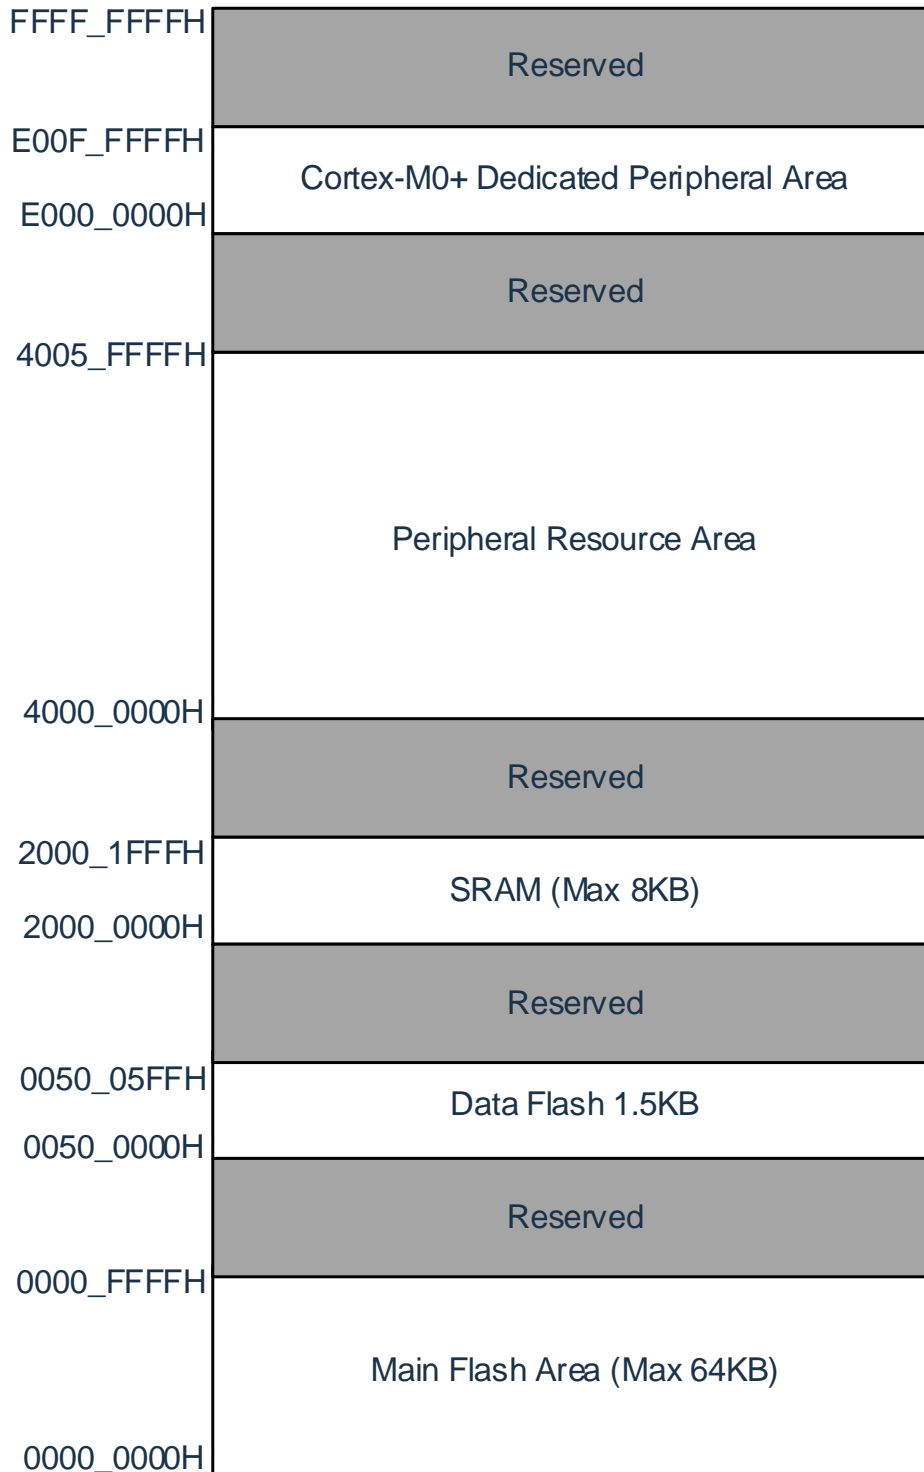 FFFF_FFFFH
Reserved
E00F_FFFFH
Cortex-M0+ Dedicated Peripheral Area
E000_0000H
Reserved
4005_FFFFH
Peripheral Resource Area
4000_0000H
Reserved
2000_1FFFH
SRAM (Max 8KB)
2000_0000H
Reserved
0050_05FFH
Data Flash 1.5KB
0050_0000H
Reserved
0000_FFFFH
Main Flash Area (Max 64KB)
0000_0000H